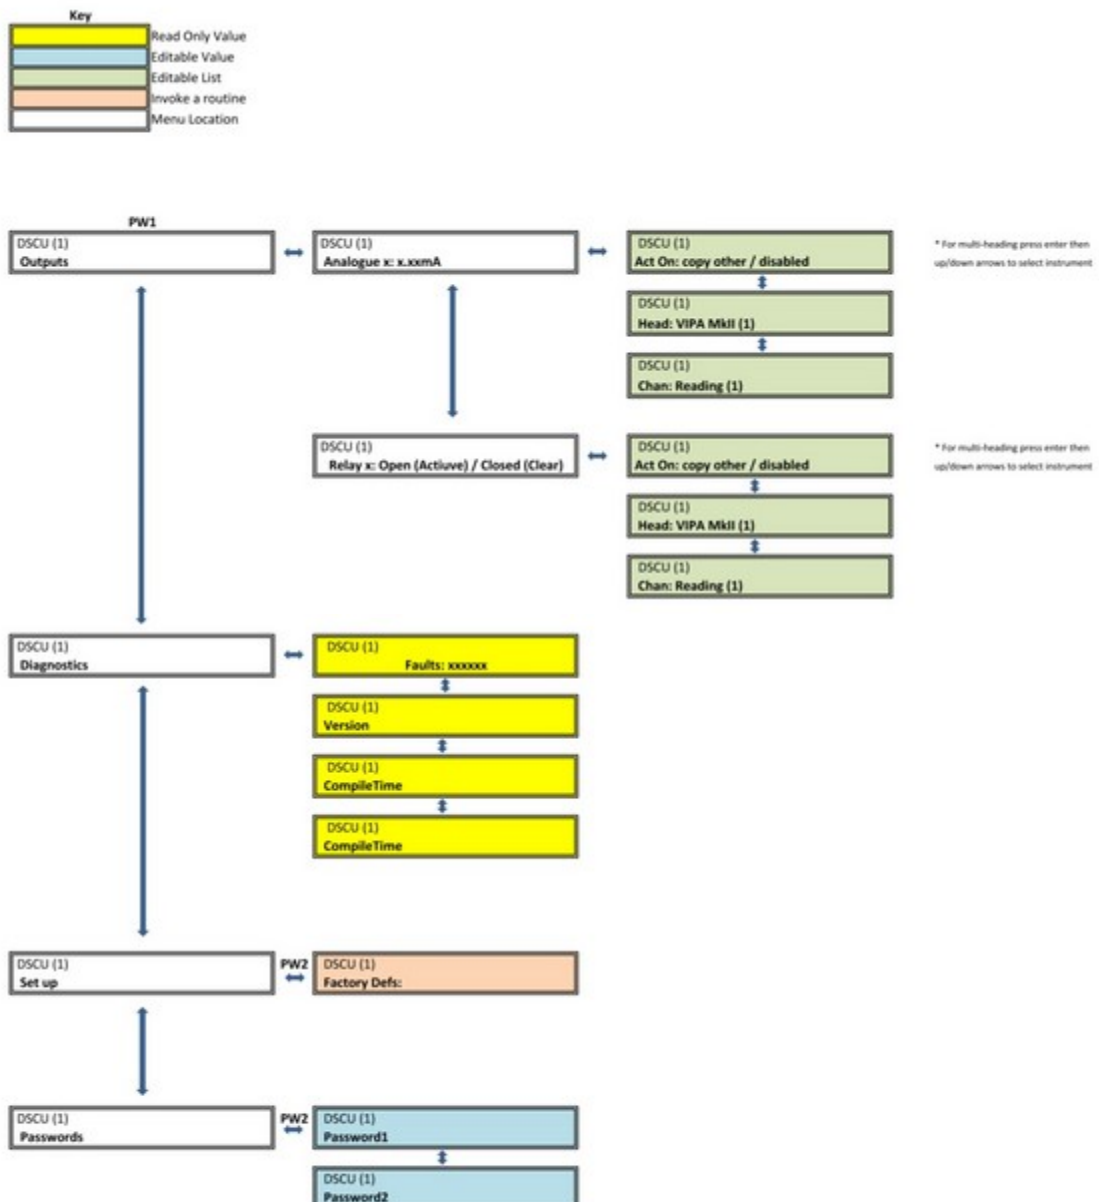 Key
Read Only Value
Editable Value
Editable List
Invoke a routine
Menu Location
PW1
DSCU (1)
Outputs
DSCU (1)
Analogue x: x.xxmA
DSCU (1)
Act On: copy other / disabled
* For multi-heading press enter then
up/down arrows to select instrument
DSCU (1)
Head: VIPA MkII (1)
DSCU (1)
Chan: Reading (1)
DSCU (1)
Relay x: Open (Actiuve) / Closed (Clear)
DSCU (1)
Act On: copy other / disabled
* For multi-heading press enter then
up/down arrows to select instrument
DSCU (1)
Head: VIPA MkII (1)
DSCU (1)
Chan: Reading (1)
DSCU (1)
Diagnostics
DSCU (1)
Faults: xxxxxx
DSCU (1)
Version
DSCU (1)
CompileTime
DSCU (1)
CompileTime
DSCU (1)
Set up
PW2
DSCU (1)
Factory Defs:
DSCU (1)
Passwords
PW2
DSCU (1)
Password1
DSCU (1)
Password2